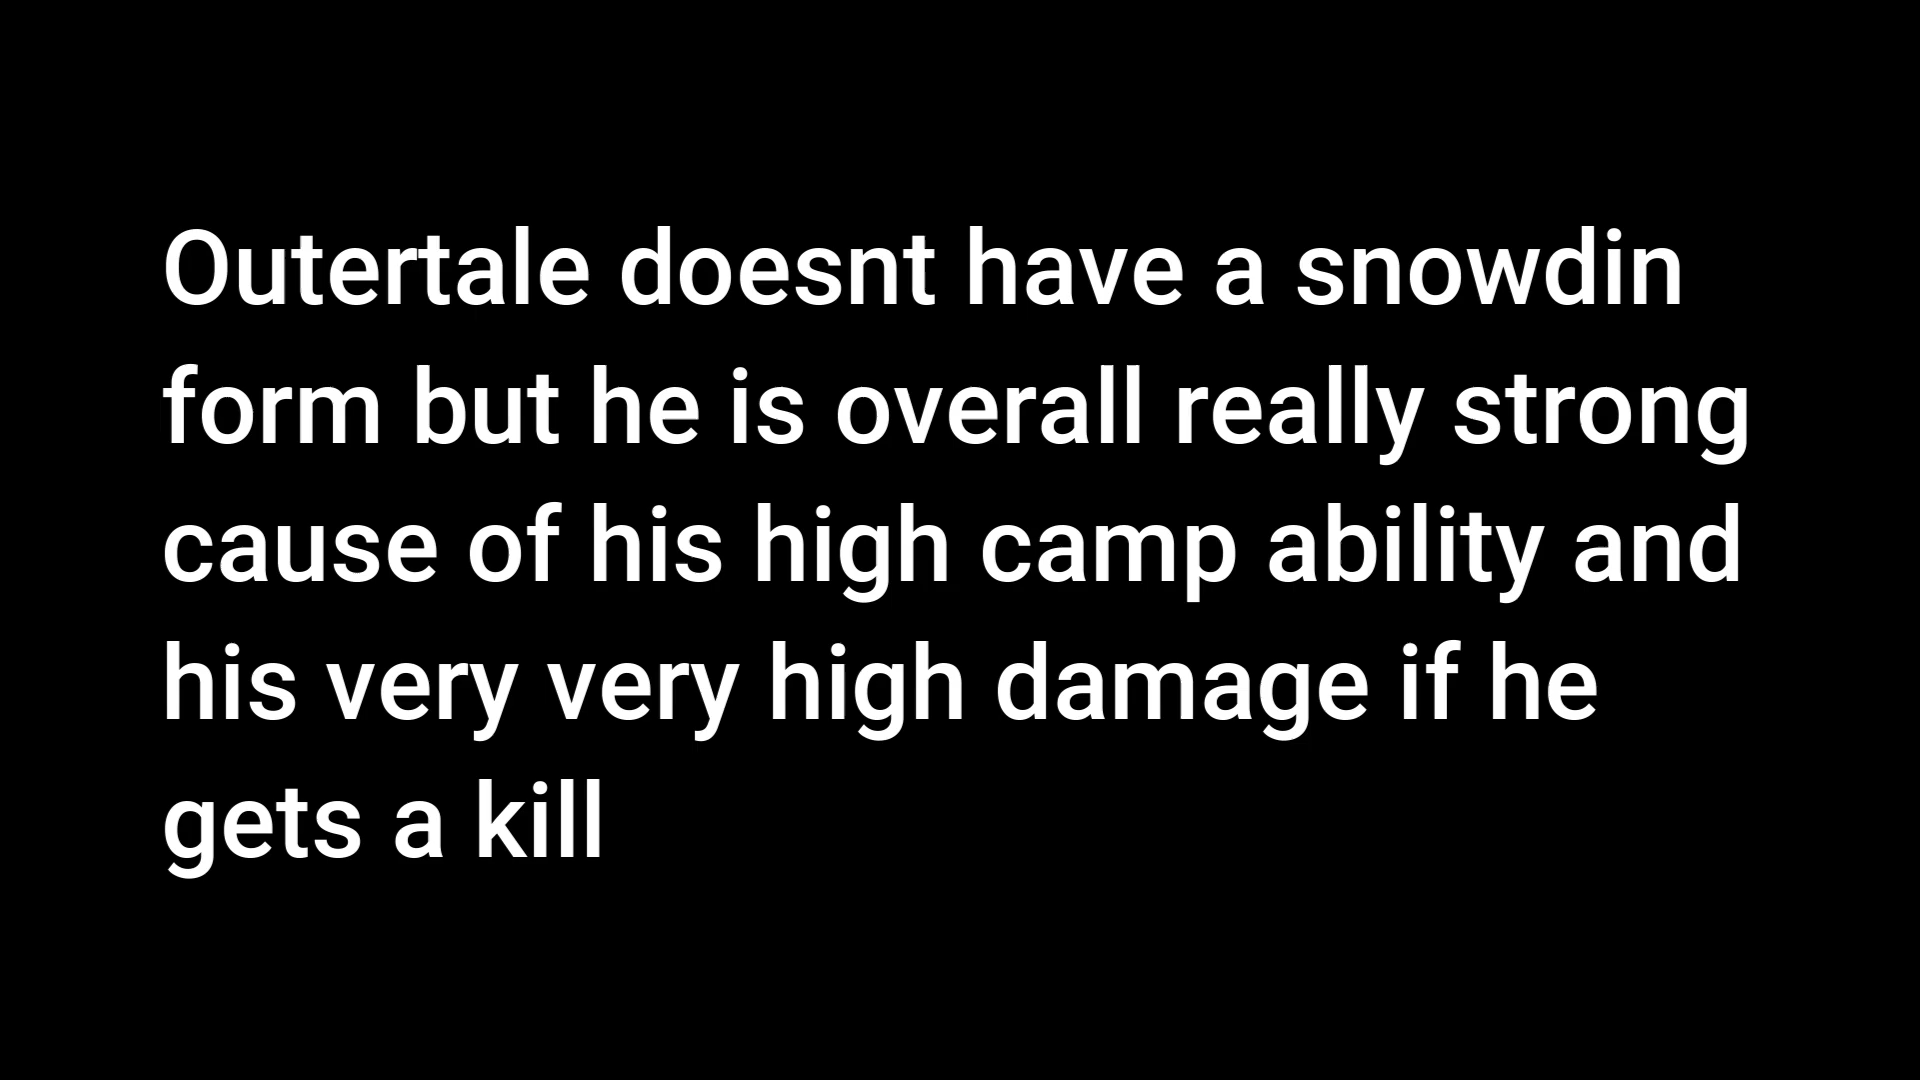 Outertale doesnt have a snowdin
form but he is overall really strong
cause of his high camp ability and
his very very high damage if he
gets a kill